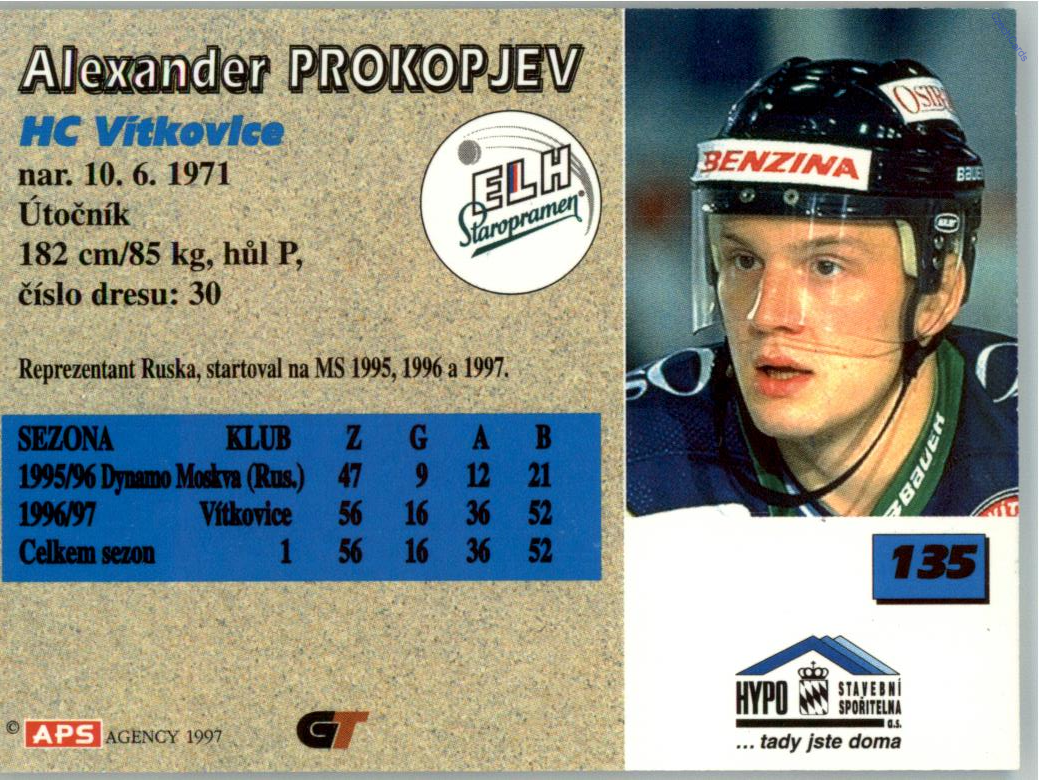 Alexander PROKOPJEV
HC Vítkovice
nar. 10. 6. 1971
Útočník
182 cm/85 kg, hůl P,
číslo dresu: 30
ELH
Staropramen
Reprezentant Ruska, startoval na MS 1995, 1996 a 1997.
SEZONA KLUB Z G A B
1995/96 Dynamo Moskva (Rus.) 47 9 12 21
1996/97 Vítkovice 56 16 36 52
Celkem sezon 1 56 16 36 52
© APS AGENCY 1997
GT
BENZINA
BAUER
BAUER
135
HYPO STAVEBNÍ
SPOŘITELNA
a.s.
... tady jste doma